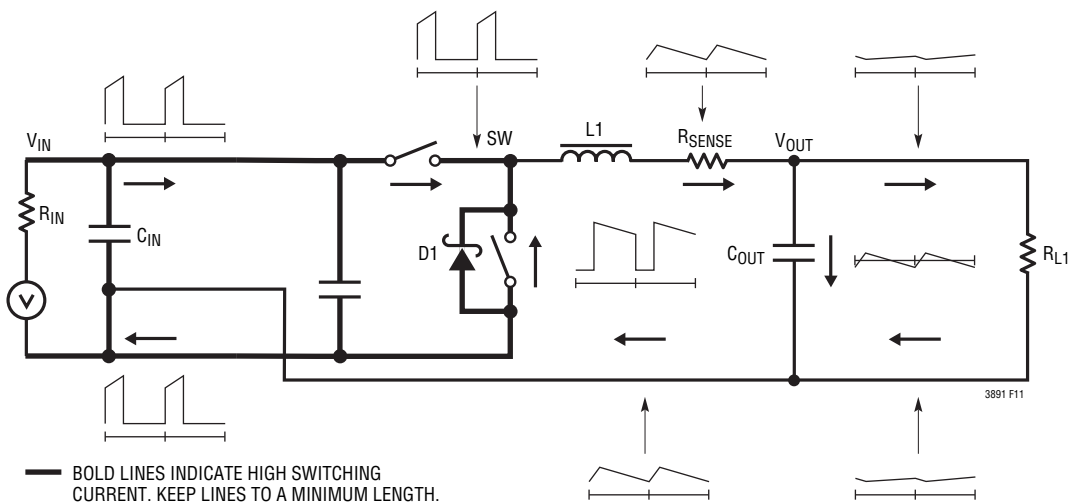 SW
L1
RSENSE
VOUT
VIN
RIN
CIN
D1
COUT
RL1
V
3891 F11
BOLD LINES INDICATE HIGH SWITCHING
CURRENT. KEEP LINES TO A MINIMUM LENGTH.